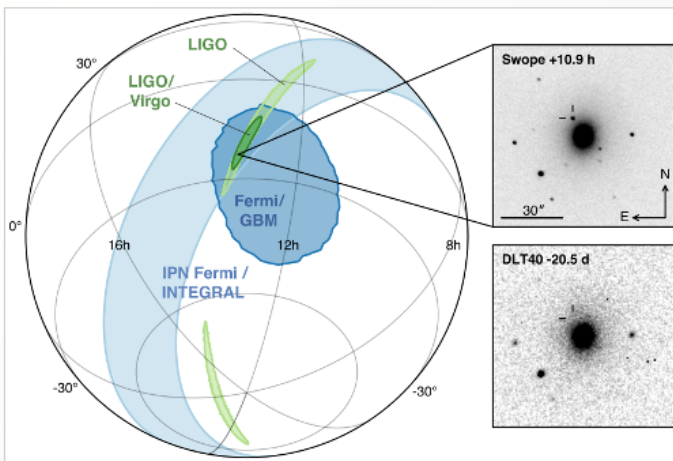 LIGO
LIGO/
Virgo
Fermi/
GBM
IPN Fermi /
INTEGRAL
30°
0°
-30°
-30°
16h
12h
8h
Swope +10.9 h
N
E
30"
DLT40 -20.5 d